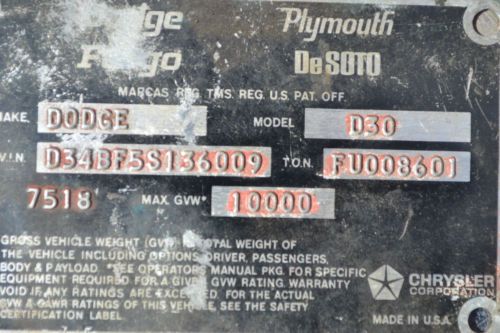 Plymouth
De SOTO
MARCAS REG. TMS. REG. U.S. PAT. OFF.
MAKE. DODGE MODEL D30
V.I.N. D34BF5S136009 T.O.N. FU008601
7518 MAX. GVW* 10000
GROSS VEHICLE WEIGHT (GVW) IS TOTAL WEIGHT OF
THE VEHICLE INCLUDING OPTIONS, DRIVER, PASSENGERS,
BODY & PAYLOAD. *SEE OPERATORS MANUAL PKG. FOR SPECIFIC
EQUIPMENT REQUIRED FOR A GIVEN GVW RATING. WARRANTY
VOID IF ANY RATINGS ARE EXCEEDED. FOR THE ACTUAL
GVW & GAWR RATINGS OF THIS VEHICLE, SEE THE SAFETY
CERTIFICATION LABEL.
CHRYSLER
CORPORATION
MADE IN U.S.A.